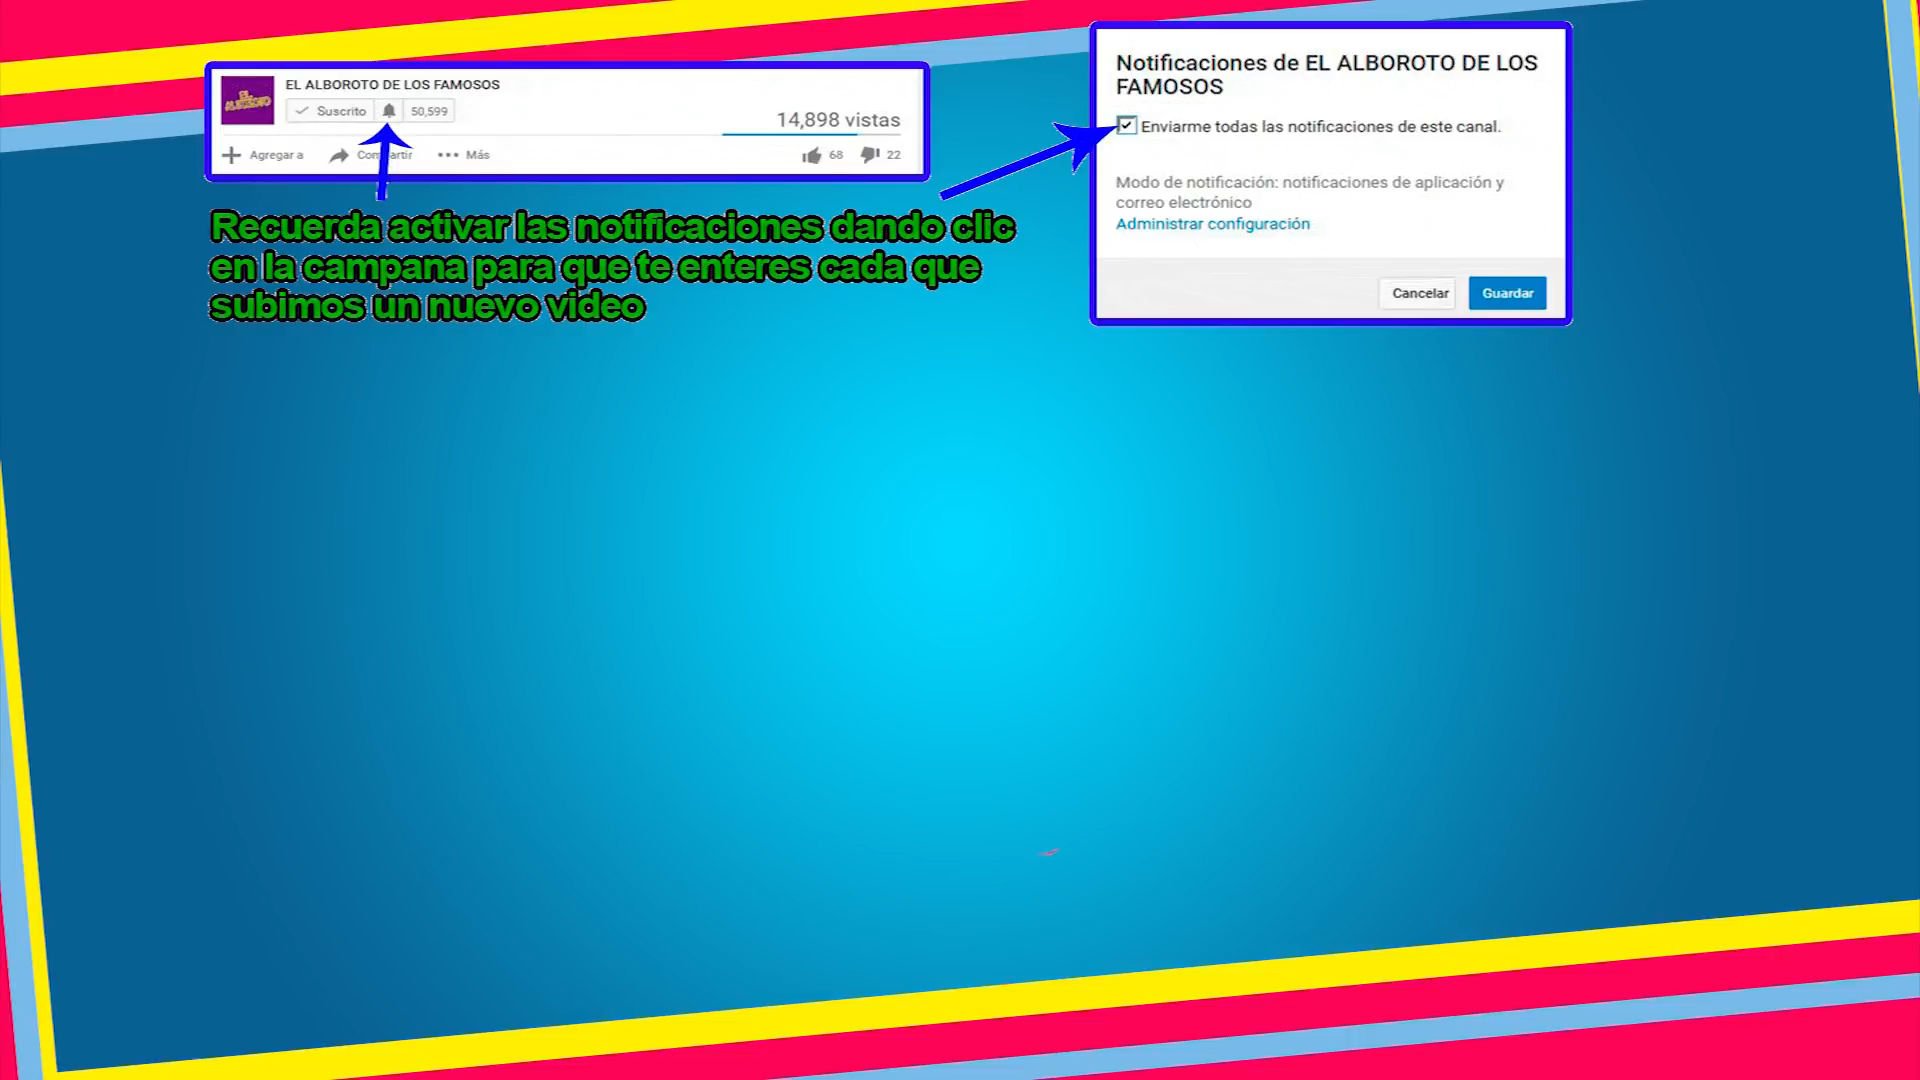 EL ALBOROTO DE LOS FAMOSOS
EL
ALBOROTO
Suscrito 50,599
14,898 vistas
Agregar a Compartir Más 68 22
Recuerda activar las notificaciones dando clic
en la campana para que te enteres cada que
subimos un nuevo video
Notificaciones de EL ALBOROTO DE LOS
FAMOSOS
Enviarme todas las notificaciones de este canal.
Modo de notificación: notificaciones de aplicación y
correo electrónico
Administrar configuración
Cancelar Guardar